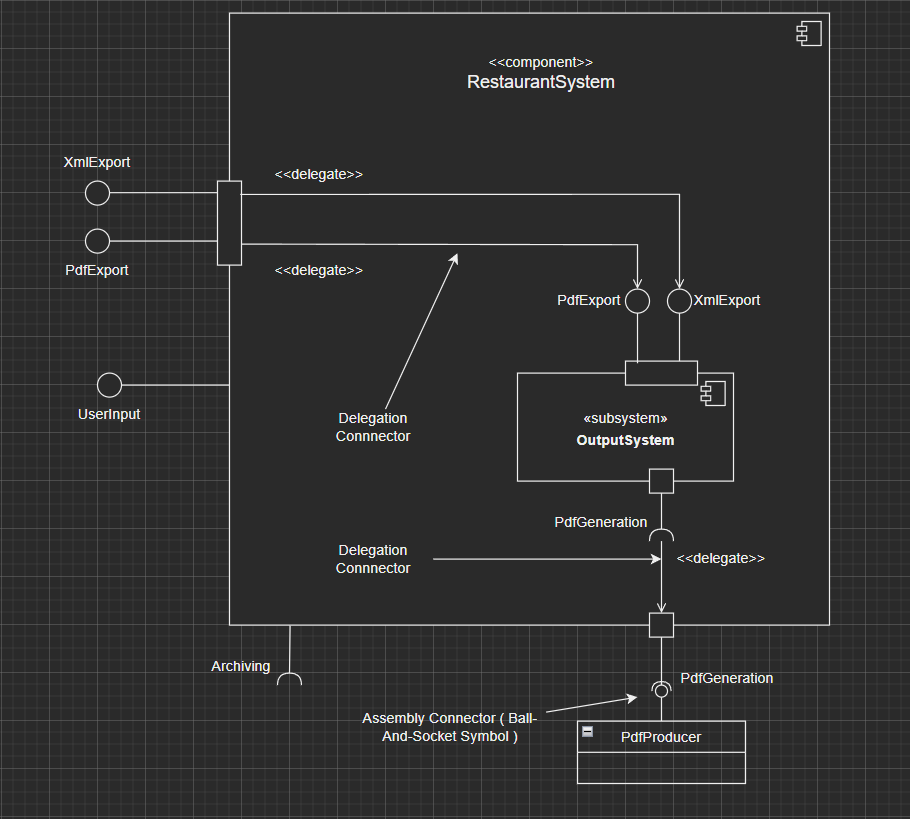 <<component>>
RestaurantSystem
XmlExport
<<delegate>>
PdfExport
<<delegate>>
PdfExport
XmlExport
UserInput
Delegation
Connnector
«subsystem»
OutputSystem
PdfGeneration
Delegation
Connnector
<<delegate>>
Archiving
PdfGeneration
Assembly Connector ( Ball-
And-Socket Symbol )
PdfProducer